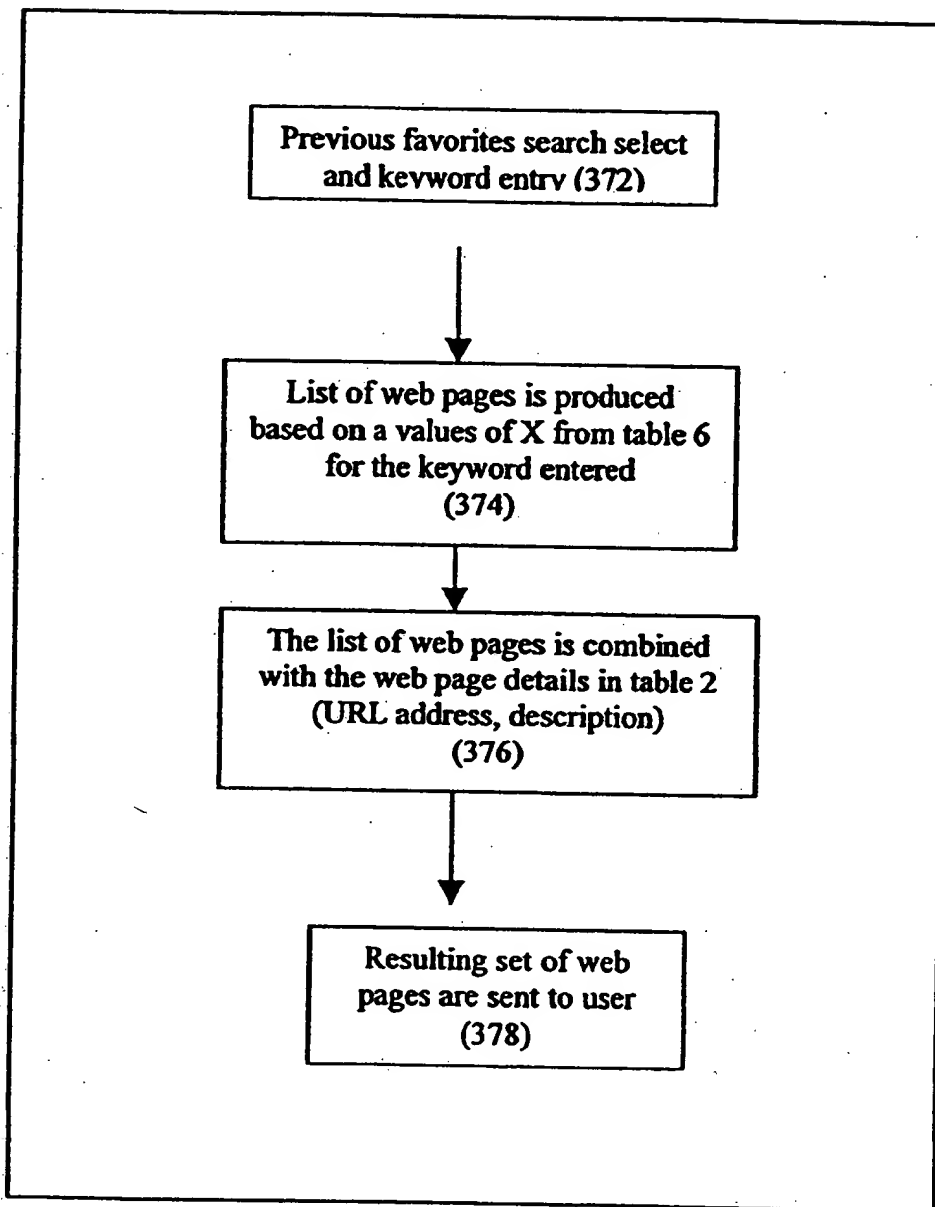 Previous favorites search select
and keyword entry (372)
List of web pages is produced
based on a values of X from table 6
for the keyword entered
(374)
The list of web pages is combined
with the web page details in table 2
(URL address, description)
(376)
Resulting set of web
pages are sent to user
(378)